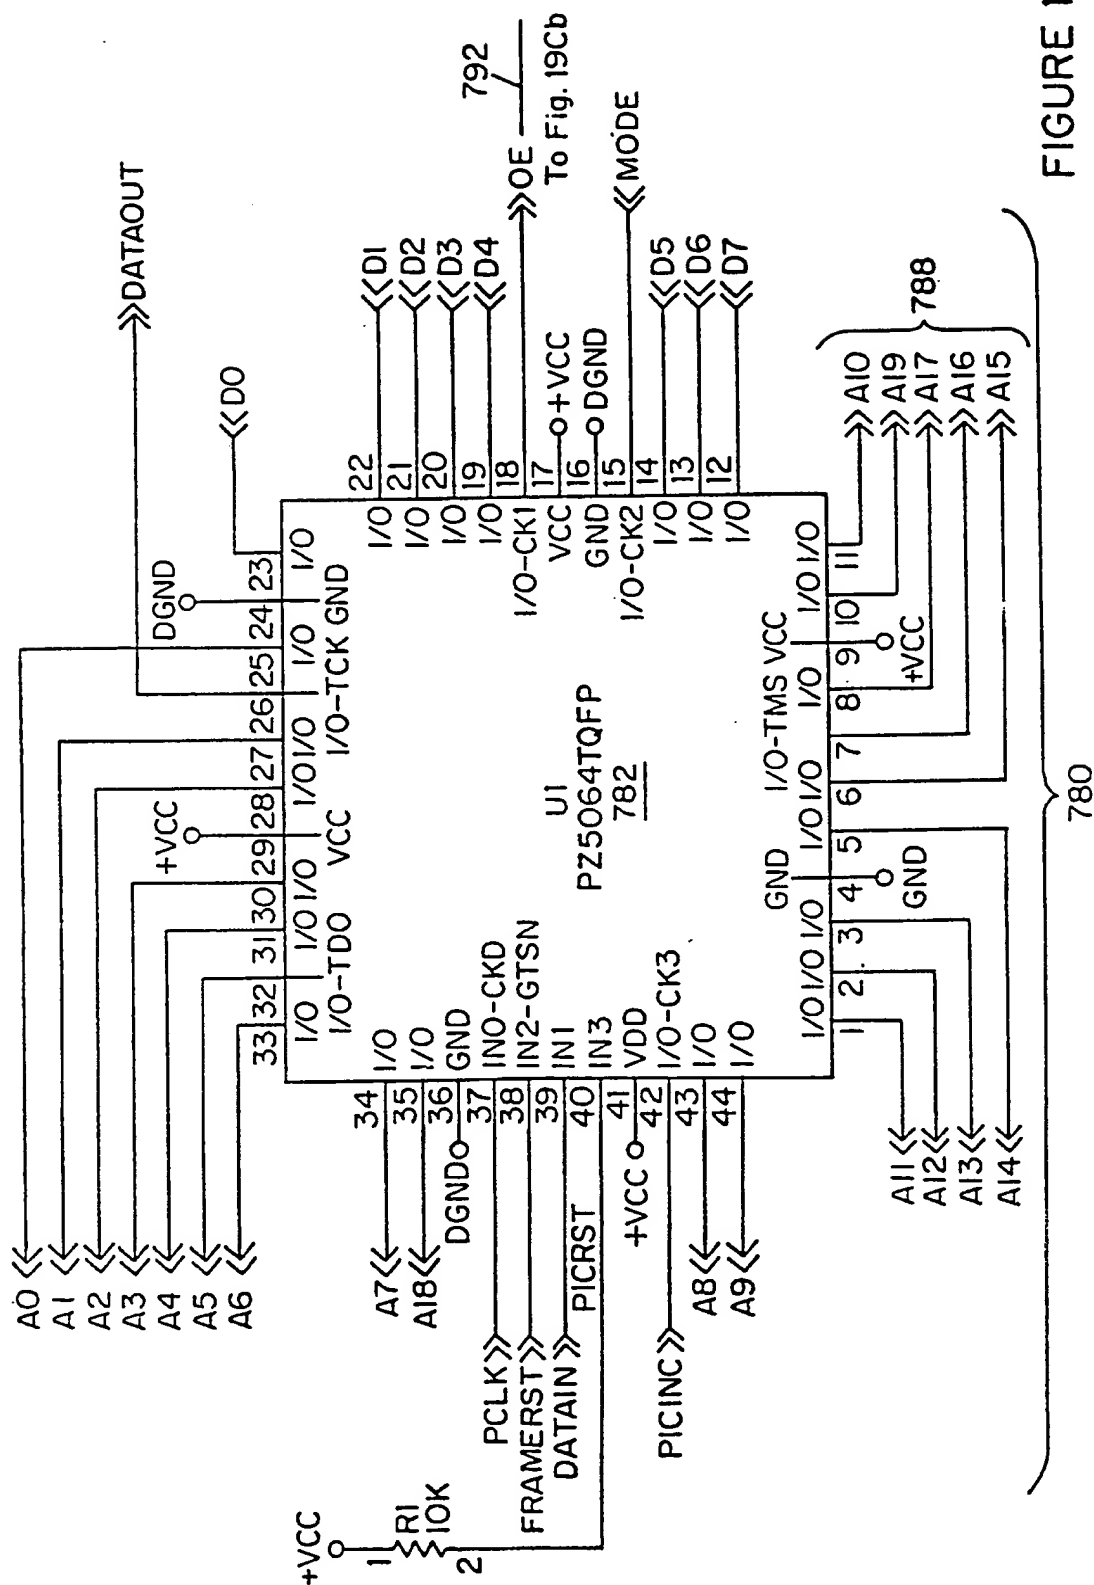 A0
A1
A2
A3
A4
A5
A6
DATAOUT
<<D0
DGND
+VCC
33 32 31 30 29 28 27 26 25 24 23
I/O
I/O-TDO
I/O I/O
VCC
I/O I/O
I/O-TCK
I/O
GND
I/O
+VCC
1
R1
10K
2
A7
A18
DGND
PCLK
FRAMERST
DATAIN
PICRST
+VCC
PICINC
A8
A9
34 I/O
35 I/O
36 GND
37 IN0-CKD
38 IN2-GTSN
39 IN1
40 IN3
41 VDD
42 I/O-CK3
43 I/O
44 I/O
U1
PZ5064TQFP
782
I/O 22 D1
I/O 21 D2
I/O 20 D3
I/O 19 D4
I/O-CK1 18 OE
792
To Fig. 19Cb
VCC 17 +VCC
GND 16 DGND
I/O-CK2 15 MODE
I/O 14 D5
I/O 13 D6
I/O 12 D7
I/O I/O I/O
GND
I/O I/O
I/O-TMS
I/O
VCC
I/O I/O
1 2 3 4 5 6 7 8 9 10 11
GND
+VCC
A11
A12
A13
A14
A10
A19
A17
A16
A15
788
780
FIGURE